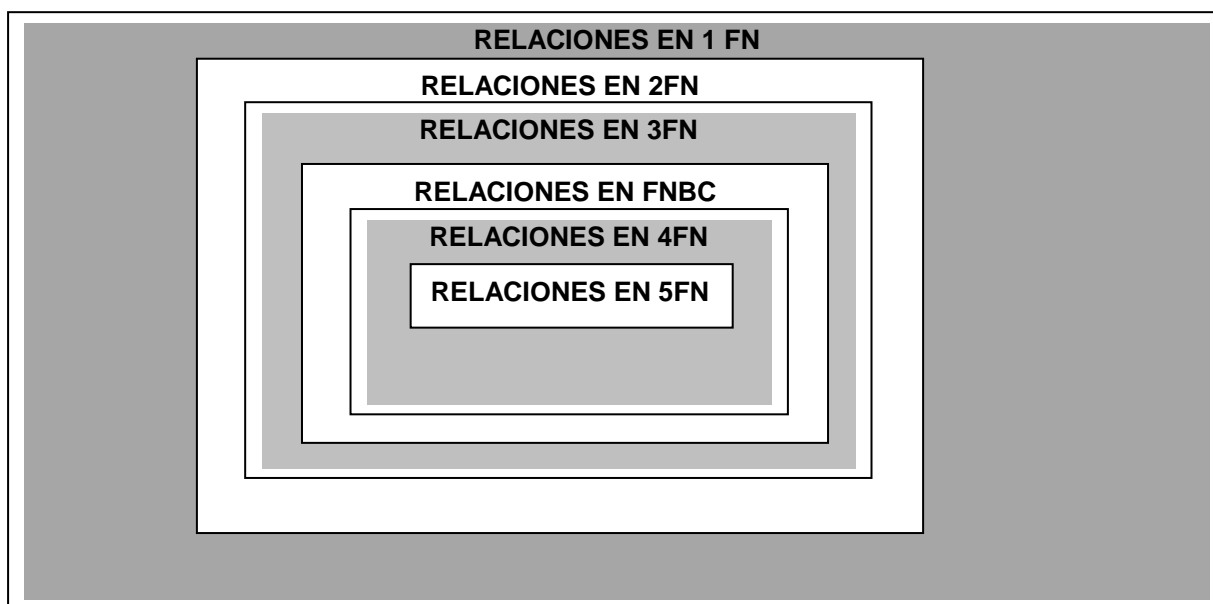 RELACIONES EN 1 FN
RELACIONES EN 2FN
RELACIONES EN 3FN
RELACIONES EN FNBC
RELACIONES EN 4FN
RELACIONES EN 5FN